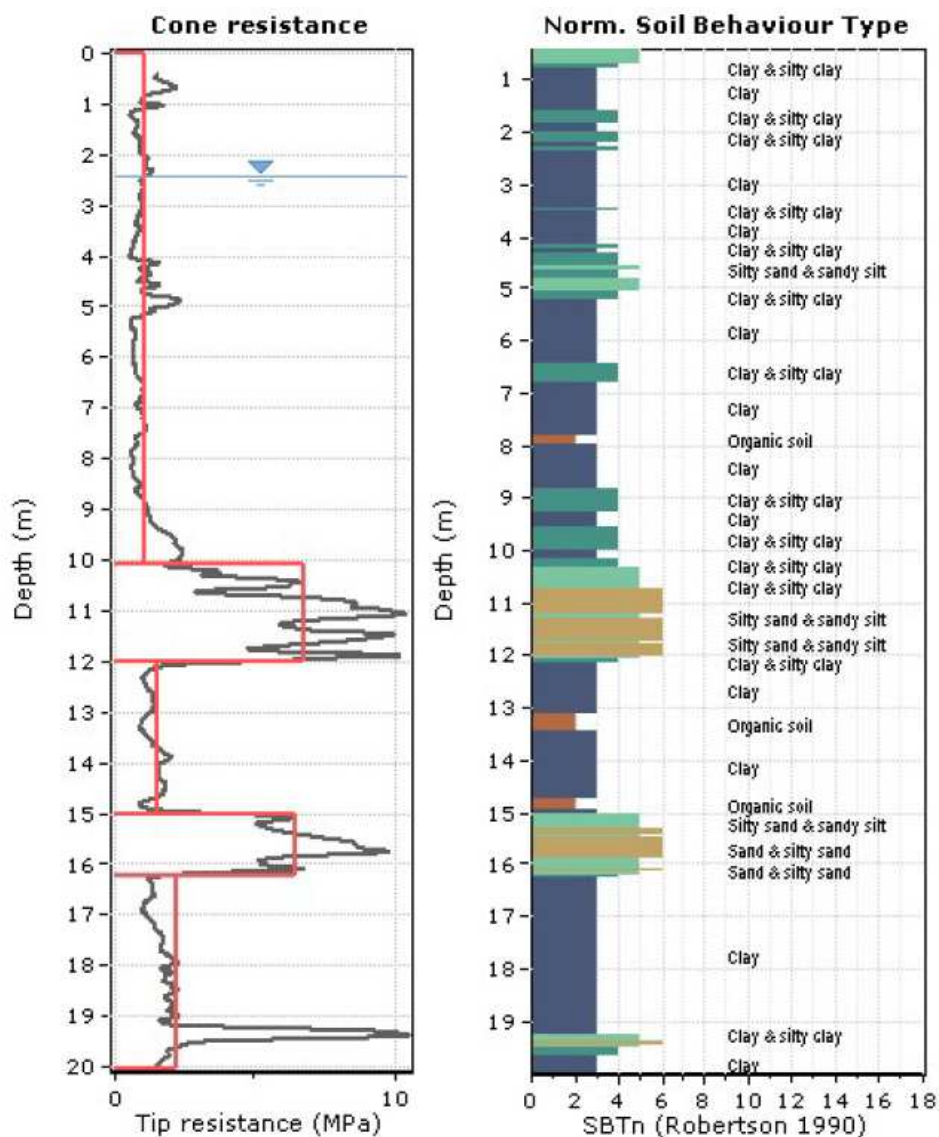 Cone resistance
0
1
2
3
4
5
6
7
8
9
10
11
12
13
14
15
16
17
18
19
20
Depth (m)
0
5
10
Tip resistance (MPa)
Norm. Soil Behaviour Type
1
2
3
4
5
6
7
8
9
10
11
12
13
14
15
16
17
18
19
Depth (m)
Clay & silty clay
Clay
Clay & silty clay
Clay & silty clay
Clay
Clay & silty clay
Clay
Clay & silty clay
Silty sand & sandy silt
Clay & silty clay
Clay
Clay & silty clay
Clay
Organic soil
Clay
Clay & silty clay
Clay
Clay & silty clay
Clay & silty clay
Clay & silty clay
Silty sand & sandy silt
Silty sand & sandy silt
Clay & silty clay
Clay
Organic soil
Clay
Organic soil
Silty sand & sandy silt
Sand & silty sand
Sand & silty sand
Clay
Clay & silty clay
Clay
0 2 4 6 8 10 12 14 16 18
SBTn (Robertson 1990)